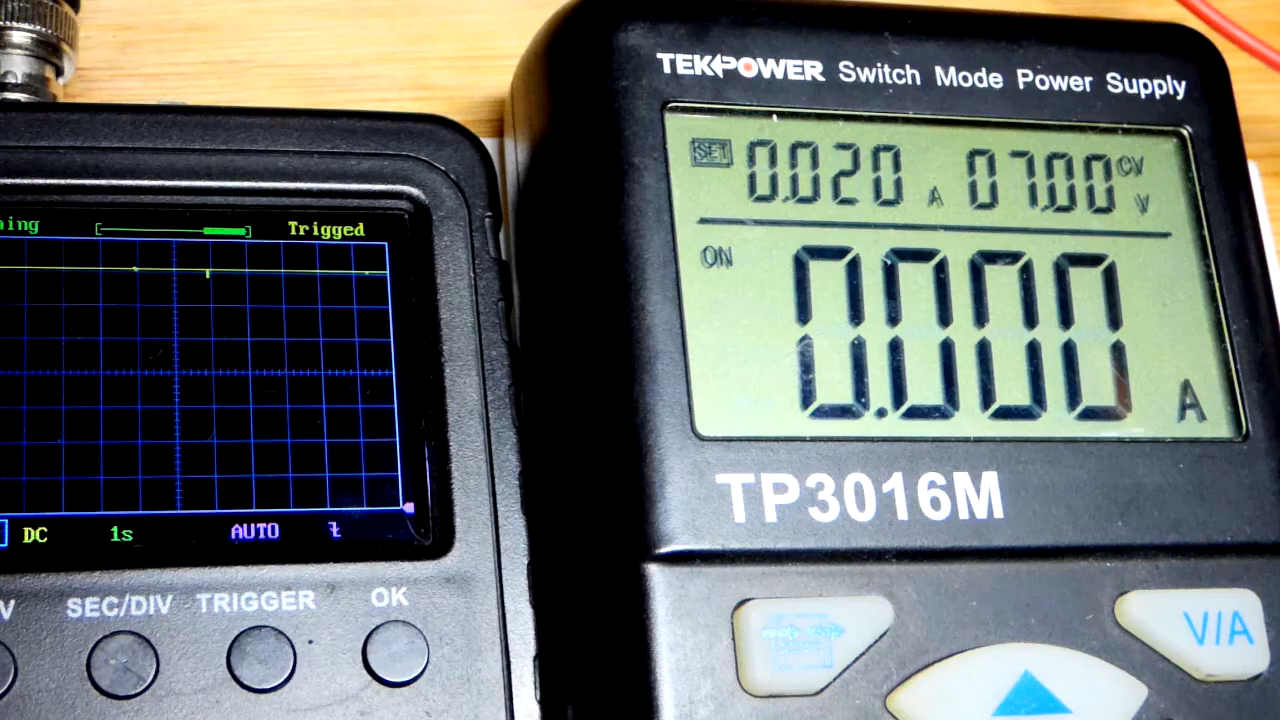 TEKPOWER Switch Mode Power Supply
SET 0.020 A 07.00 CV V
ON
0.000 A
TP3016M
V/A
ning Trigged
DC 1s AUTO
V SEC/DIV TRIGGER OK